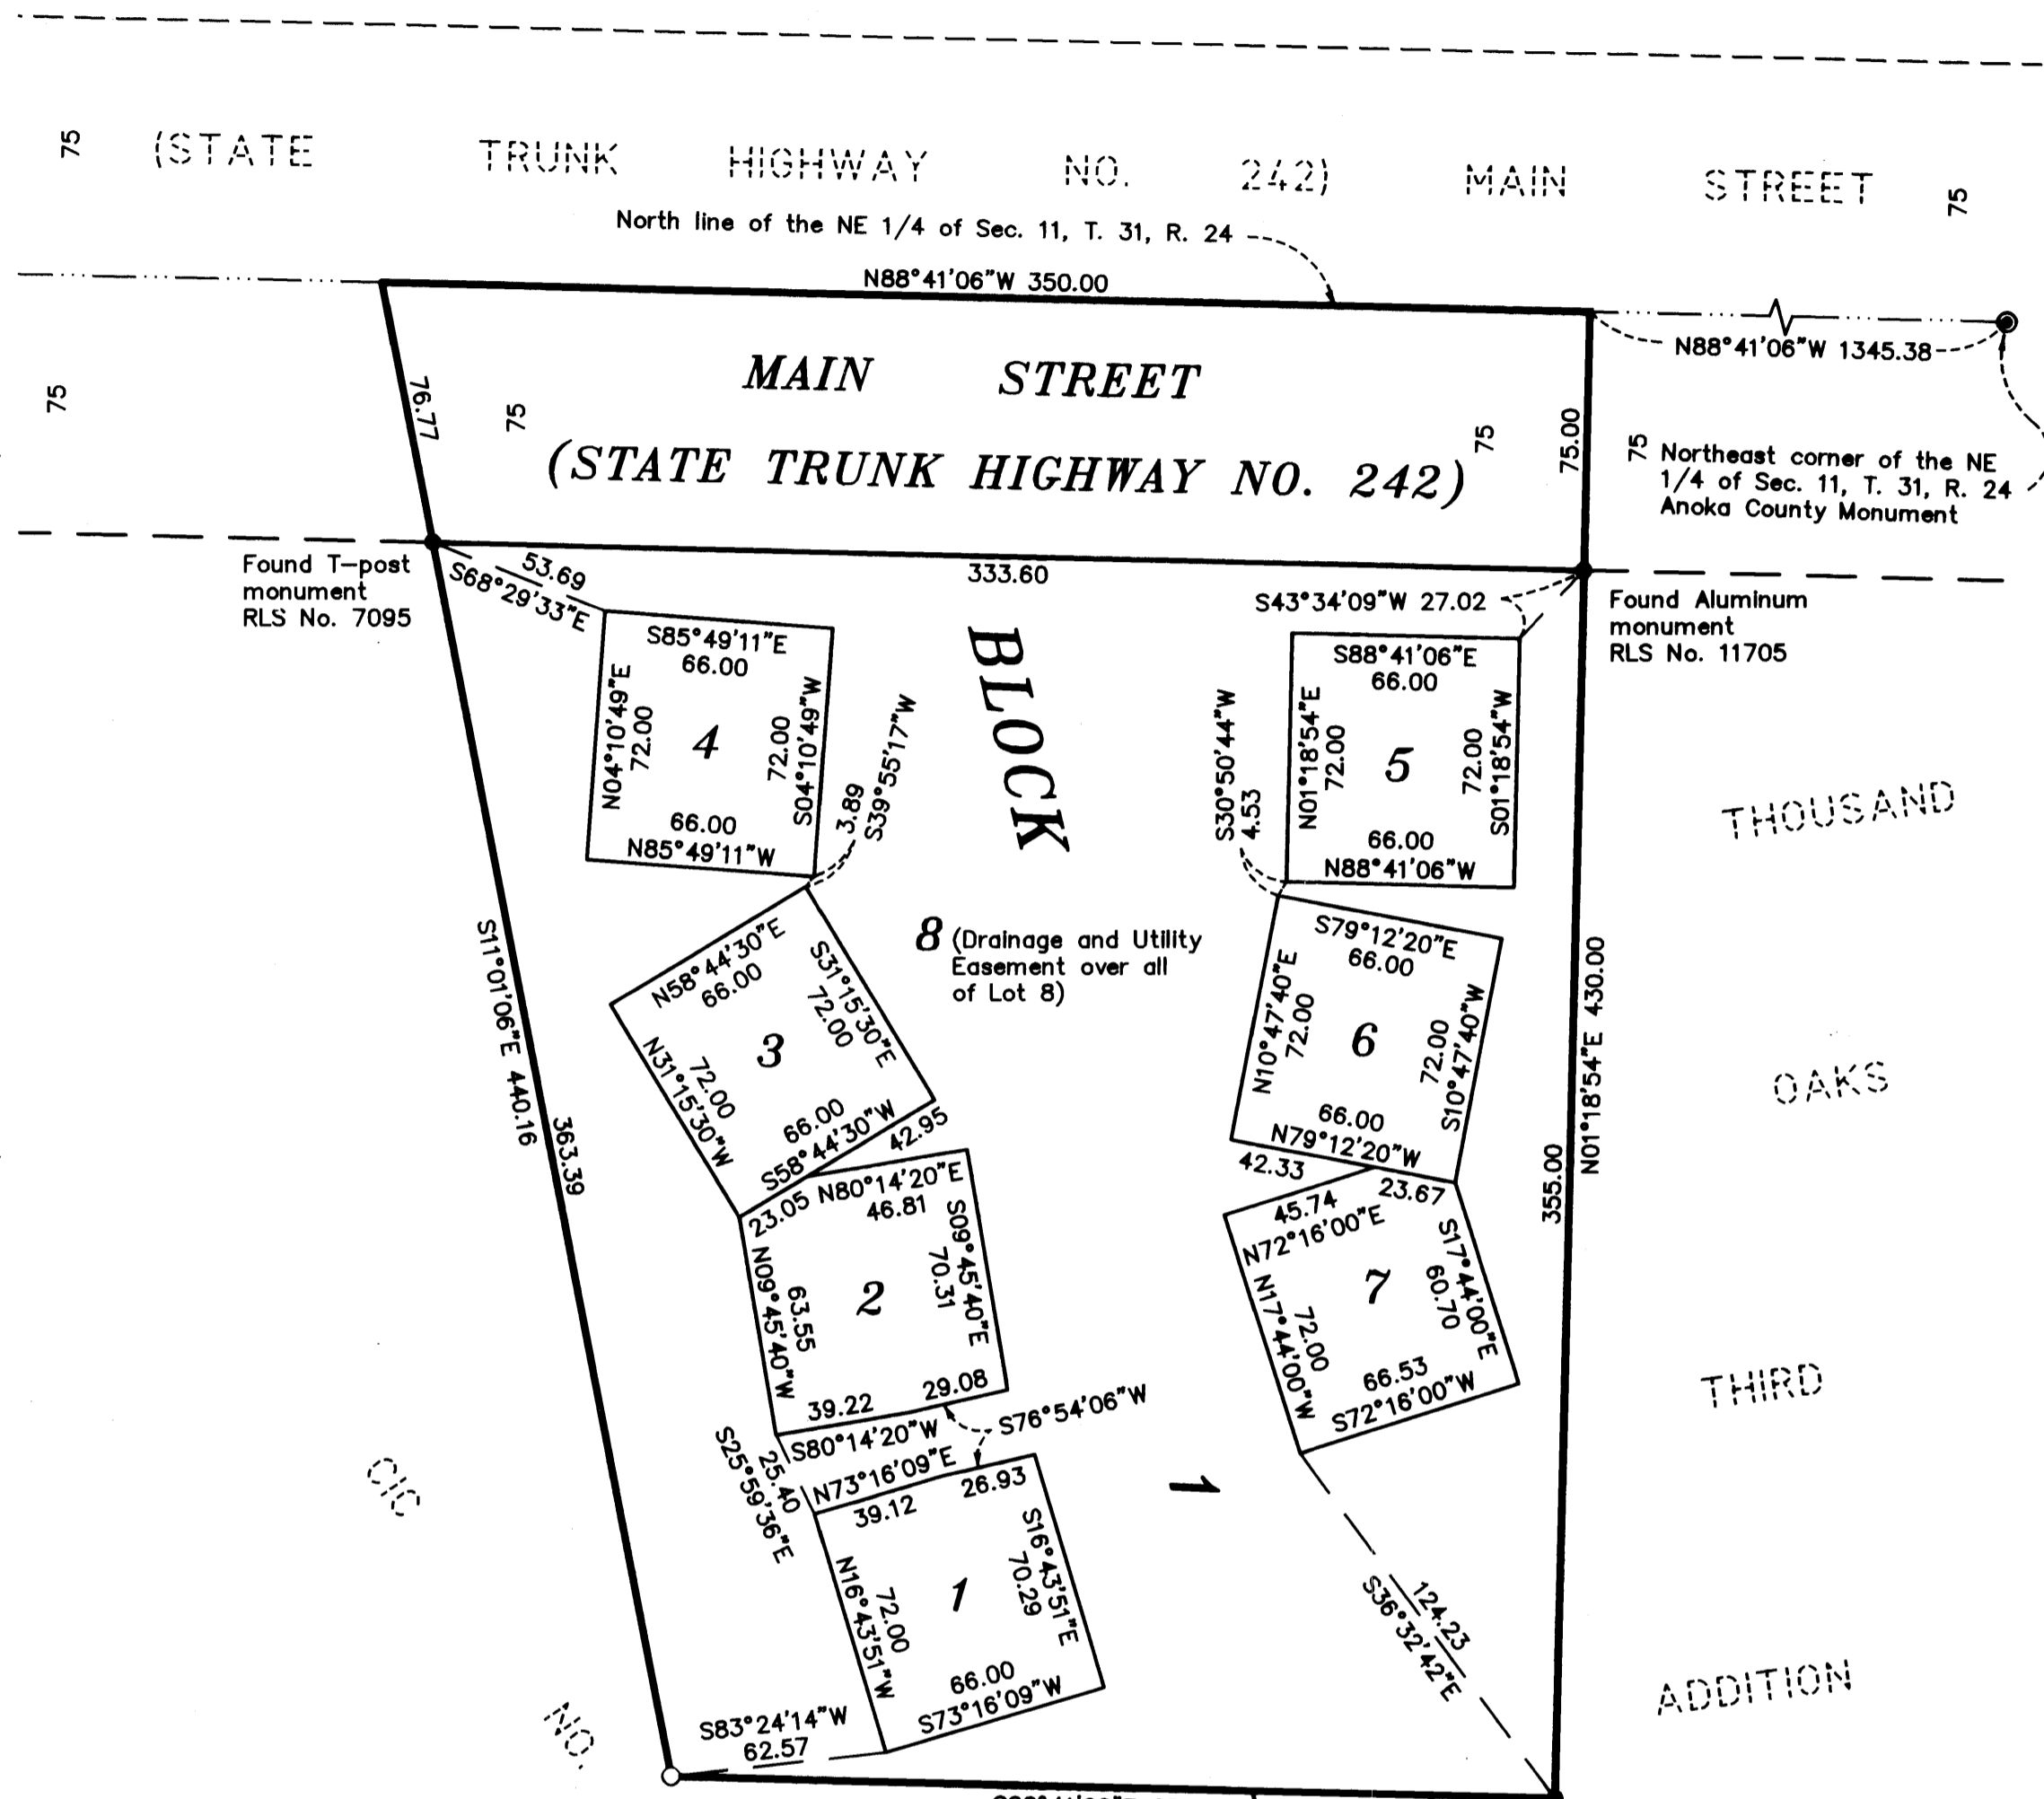 75 (STATE TRUNK HIGHWAY NO. 242) MAIN STREET 75
North line of the NE 1/4 of Sec. 11, T. 31, R. 24
N88°41'06"W 350.00
N88°41'06"W 1345.38
MAIN STREET
(STATE TRUNK HIGHWAY NO. 242)
75
76.77
75
75
75.00
75
Northeast corner of the NE
1/4 of Sec. 11, T. 31, R. 24
Anoka County Monument
Found T-post
monument
RLS No. 7095
53.69
S68°29'33"E
333.60
S43°34'09"W 27.02
Found Aluminum
monument
RLS No. 11705
S85°49'11"E
66.00
N04°10'49"E
72.00
4
72.00
S04°10'49"W
66.00
N85°49'11"W
3.89
S39°55'17"W
BLOCK
S30°50'44"W
4.53
S88°41'06"E
66.00
N01°18'54"E
72.00
5
72.00
S01°18'54"W
66.00
N88°41'06"W
THOUSAND
8 (Drainage and Utility
Easement over all
of Lot 8)
S11°01'06"E 440.16
363.39
N58°44'30"E
66.00
S31°15'30"E
72.00
3
N31°15'30"W
72.00
66.00
S58°44'30"W
42.95
S79°12'20"E
66.00
N10°47'40"E
72.00
6
72.00
S10°47'40"W
66.00
N79°12'20"W
42.33
23.67
N01°18'54"E 430.00
355.00
OAKS
23.05
N80°14'20"E
46.81
N09°45'40"W
63.55
2
S09°45'40"E
70.31
39.22
29.08
S80°14'20"W
S76°54'06"W
45.74
N72°16'00"E
N17°44'00"W
72.00
7
S17°44'00"E
60.70
66.53
S72°16'00"W
THIRD
25.40
S25°59'36"E
N73°16'09"E
39.12
26.93
N16°43'51"W
72.00
1
S16°43'51"E
70.29
66.00
S73°16'09"W
1
124.23
S36°32'42"E
CIC
NO.
S83°24'14"W
62.57
ADDITION